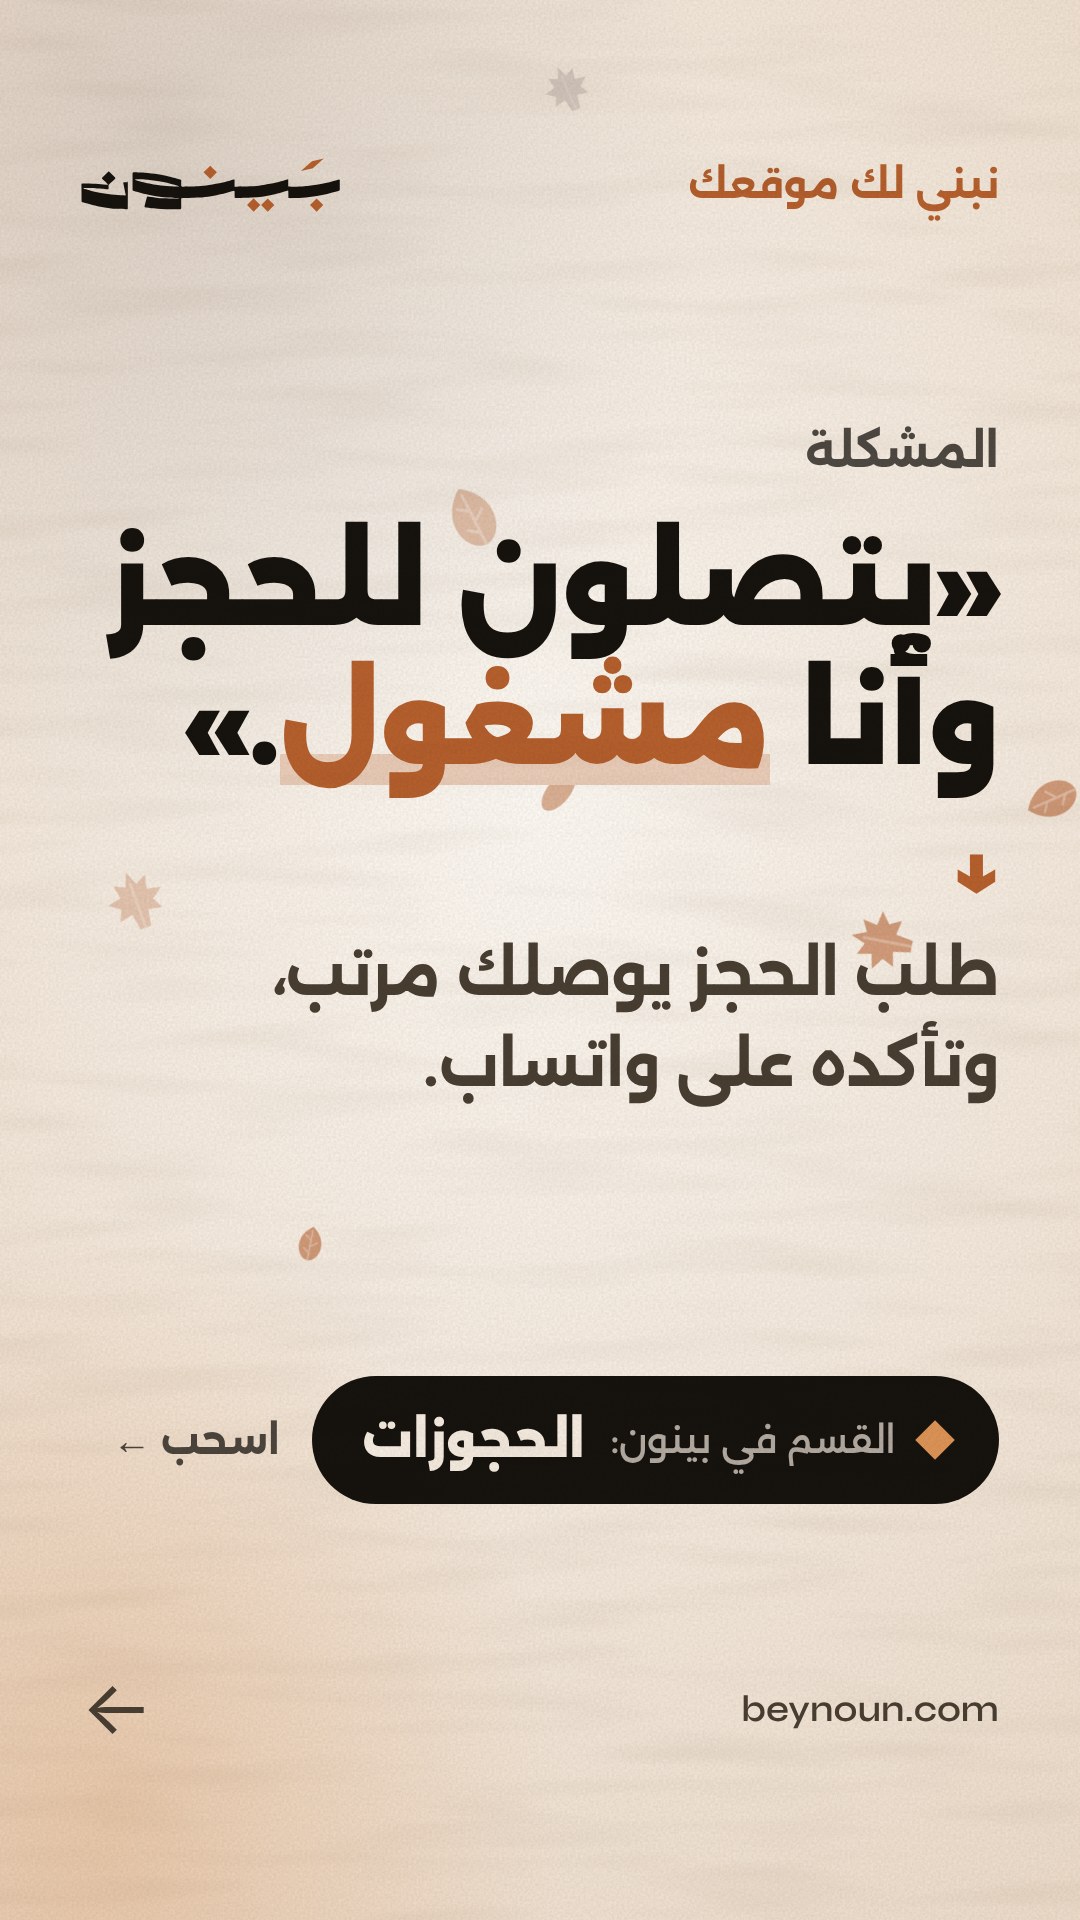 نبني لك موقعك
بَينون
المشكلة
«يتصلون للحجز
وأنا مشغول.»
طلب الحجز يوصلك مرتب،
وتأكده على واتساب.
القسم في بينون: الحجوزات
اسحب ←
beynoun.com